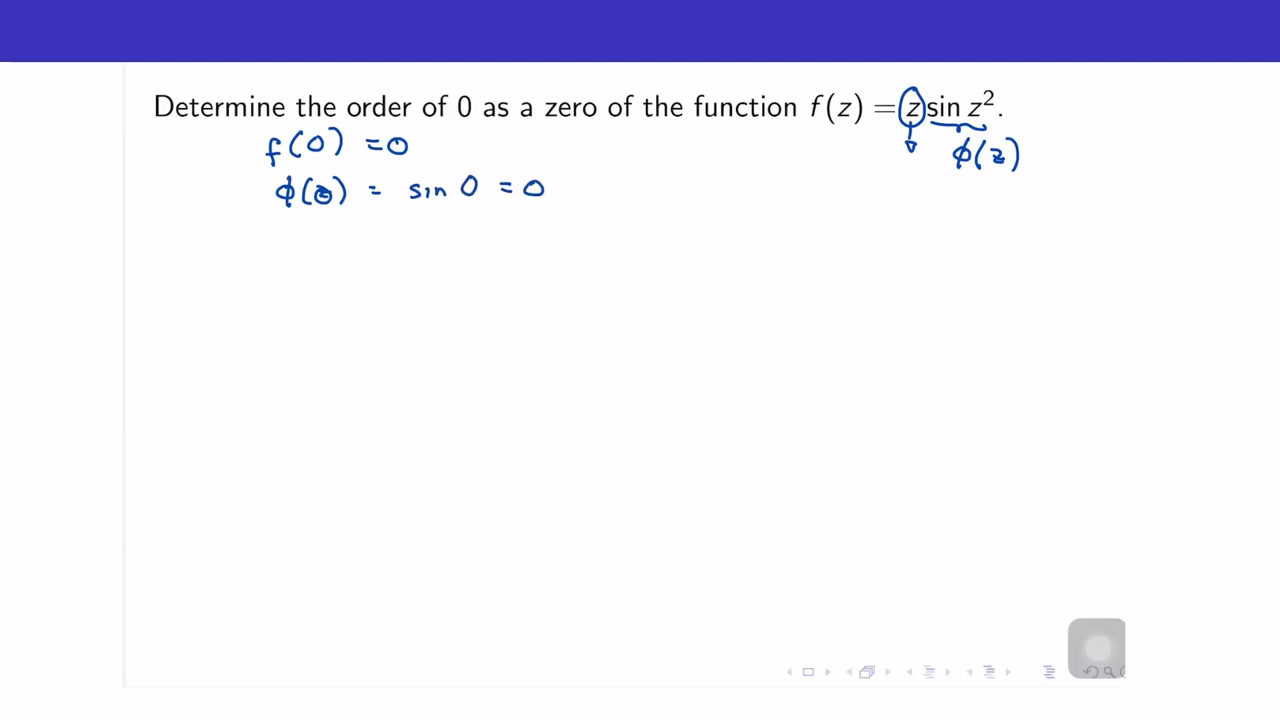 Determine the order of 0 as a zero of the function f(z) = z sin z².
f(0) = 0
ϕ(z)
ϕ(0) = sin 0 = 0